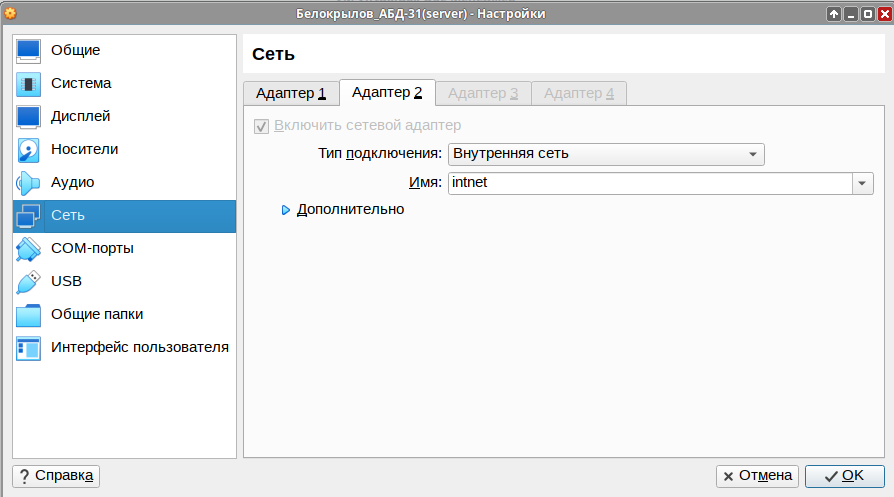 Белокрылов_АБД-31(server) - Настройки
Общие
Система
Дисплей
Носители
Аудио
Сеть
COM-порты
USB
Общие папки
Интерфейс пользователя
Сеть
Адаптер 1 Адаптер 2 Адаптер 3 Адаптер 4
Включить сетевой адаптер
Тип подключения: Внутренняя сеть
Имя: intnet
Дополнительно
? Справка
Отмена
OK